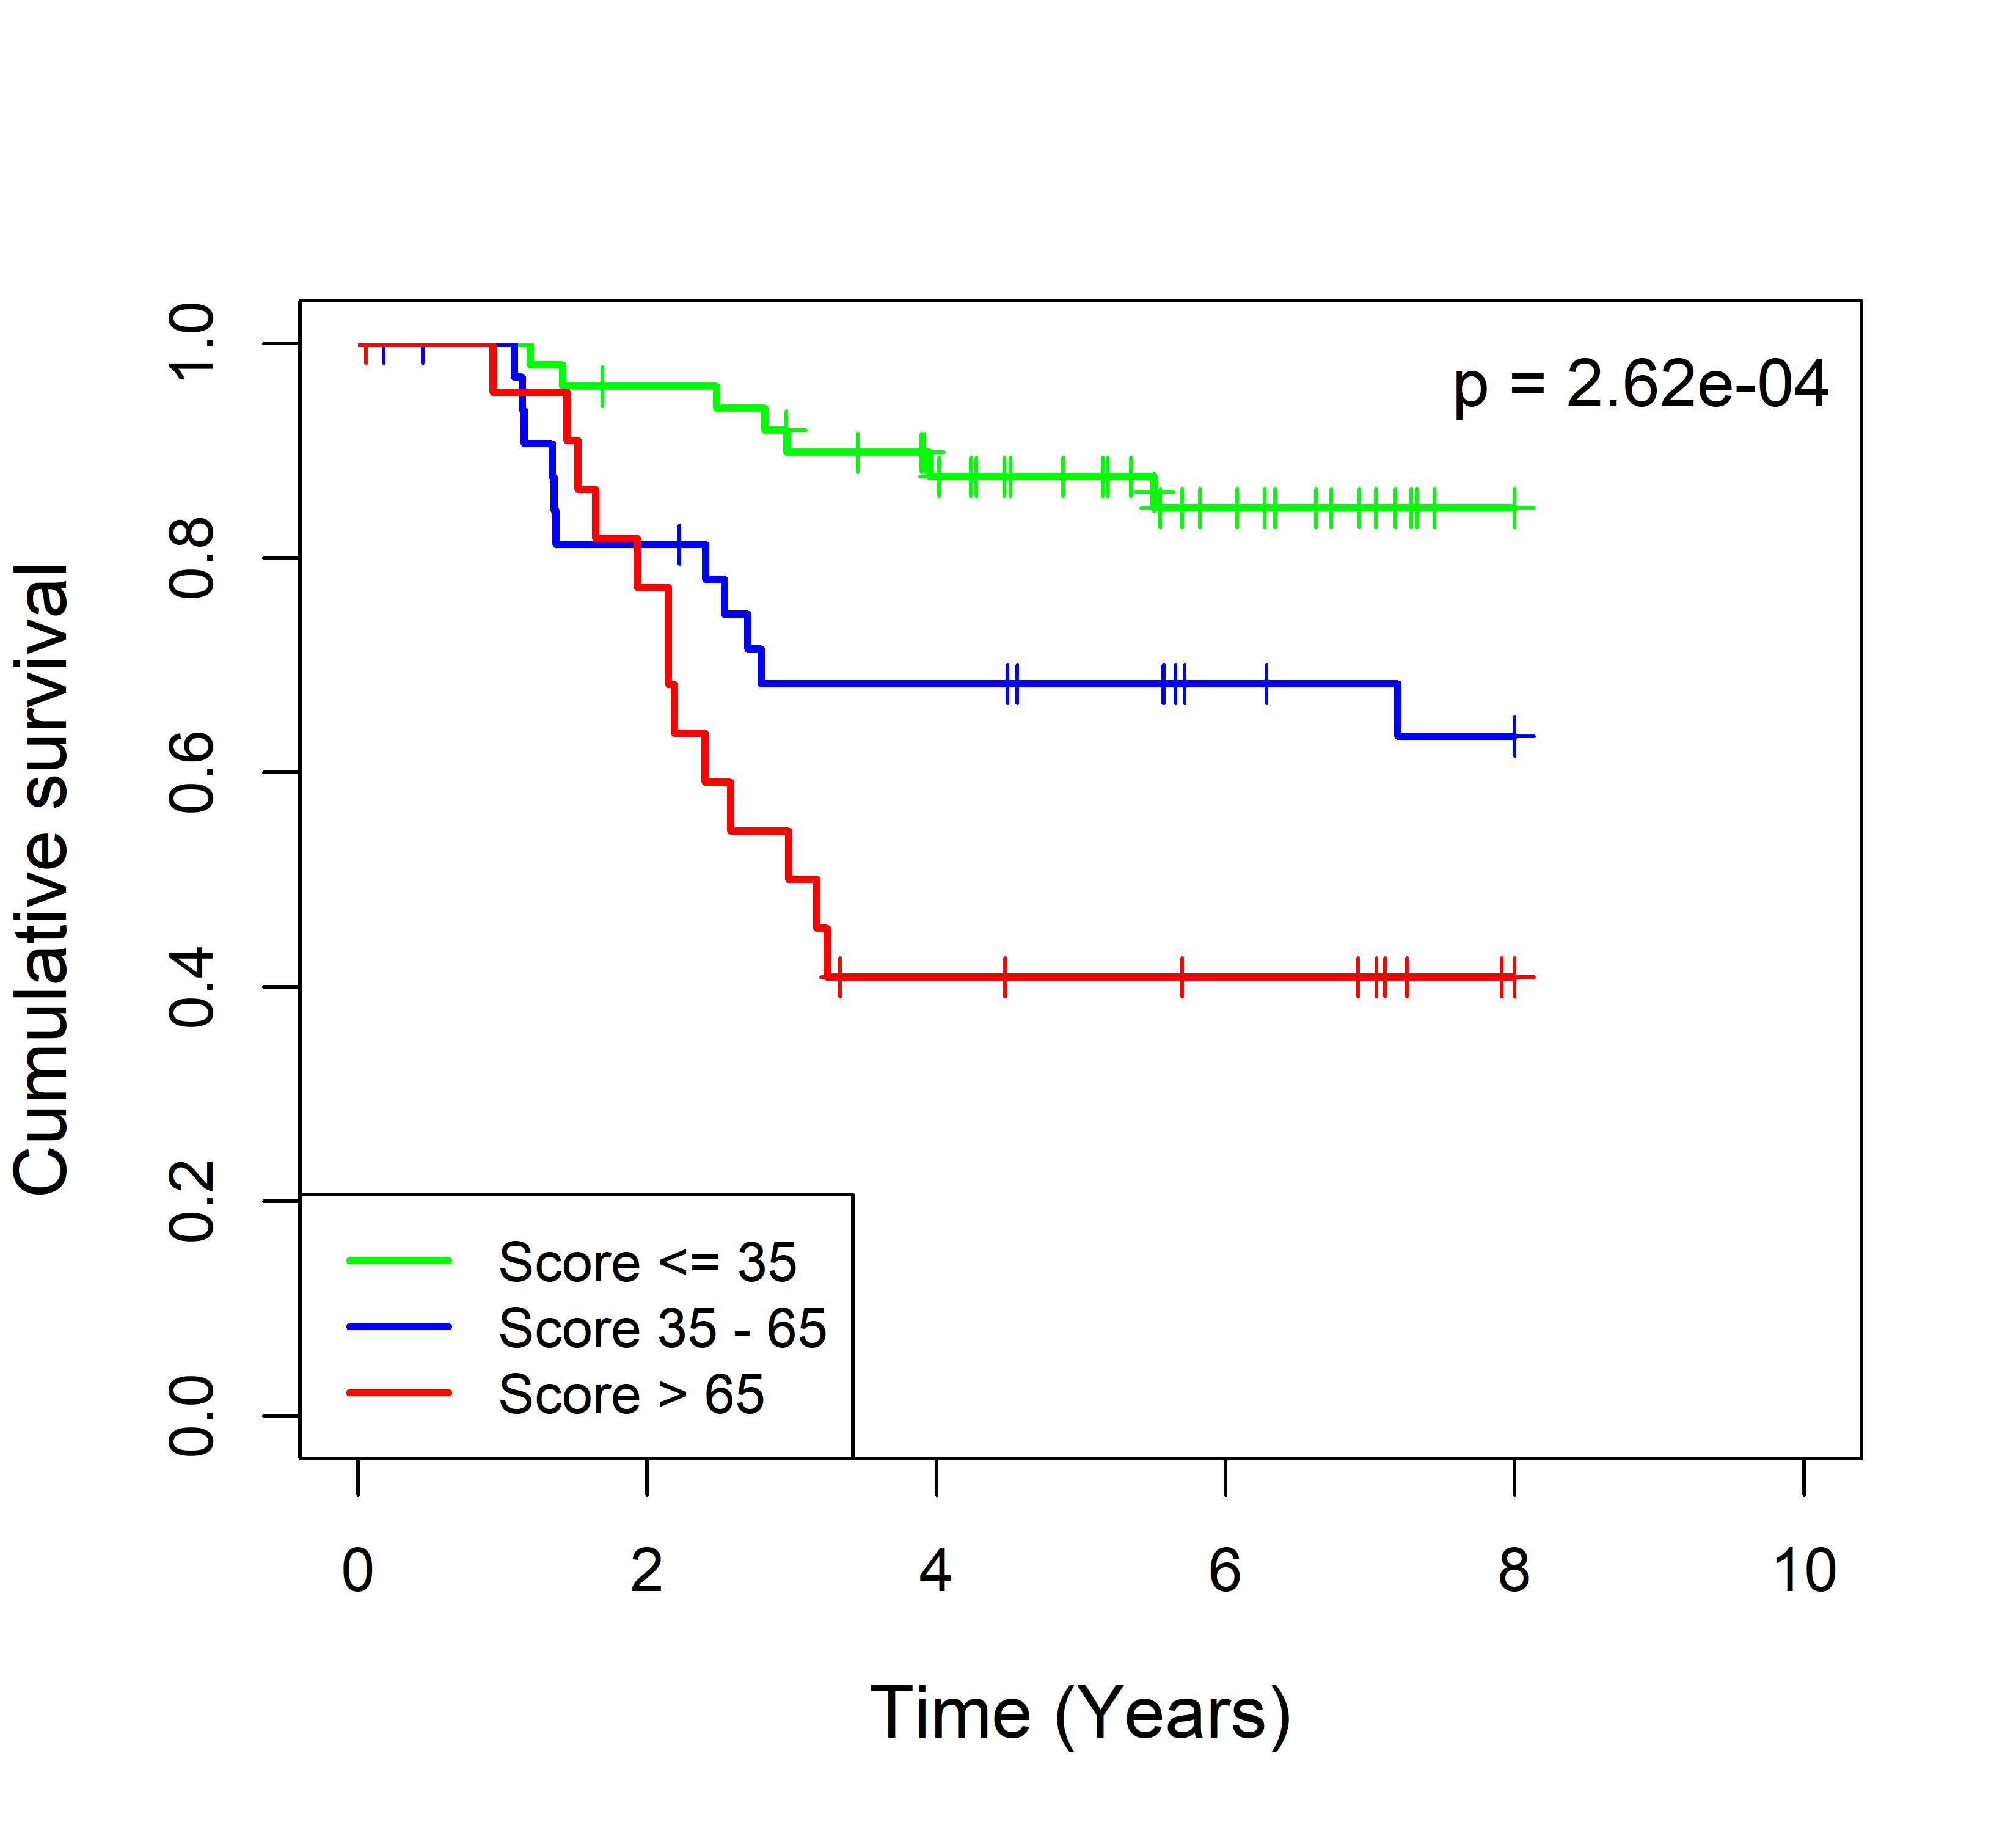 p = 2.62e-04
Cumulative survival
1.0
0.8
0.6
0.4
0.2
0.0
Score <= 35
Score 35 - 65
Score > 65
0 2 4 6 8 10
Time (Years)